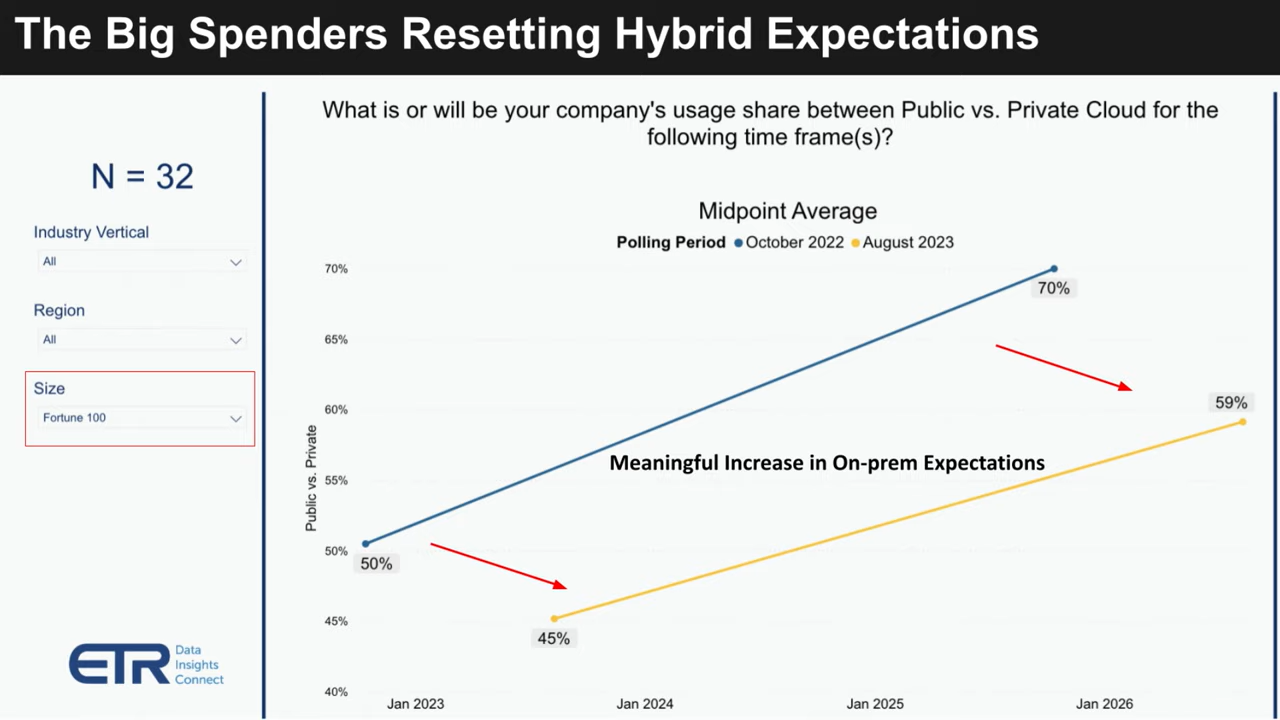 The Big Spenders Resetting Hybrid Expectations
N = 32
Industry Vertical
All
Region
All
Size
Fortune 100
ETR Data
Insights
Connect
What is or will be your company's usage share between Public vs. Private Cloud for the
following time frame(s)?
Midpoint Average
Polling Period October 2022 August 2023
Public vs. Private
70%
65%
60%
55%
50%
45%
40%
70%
59%
Meaningful Increase in On-prem Expectations
50%
45%
Jan 2023 Jan 2024 Jan 2025 Jan 2026